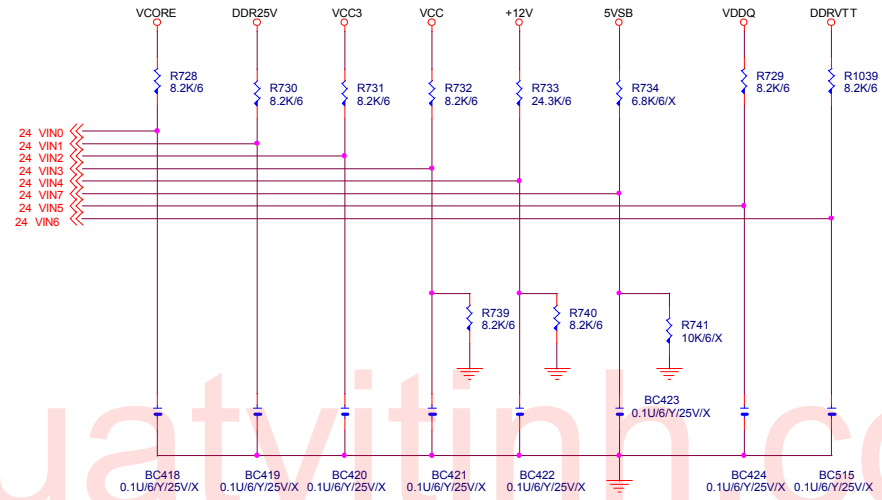 VCORE
DDR25V
VCC3
VCC
+12V
5VSB
VDDQ
DDRVTT
R728
8.2K/6
R730
8.2K/6
R731
8.2K/6
R732
8.2K/6
R733
24.3K/6
R734
6.8K/6/X
R729
8.2K/6
R1039
8.2K/6
24 VIN0
24 VIN1
24 VIN2
24 VIN3
24 VIN4
24 VIN7
24 VIN5
24 VIN6
R739
8.2K/6
R740
8.2K/6
R741
10K/6/X
BC423
0.1U/6/Y/25V/X
BC418
0.1U/6/Y/25V/X
BC419
0.1U/6/Y/25V/X
BC420
0.1U/6/Y/25V/X
BC421
0.1U/6/Y/25V/X
BC422
0.1U/6/Y/25V/X
BC424
0.1U/6/Y/25V/X
BC515
0.1U/6/Y/25V/X
uatvitinh.co